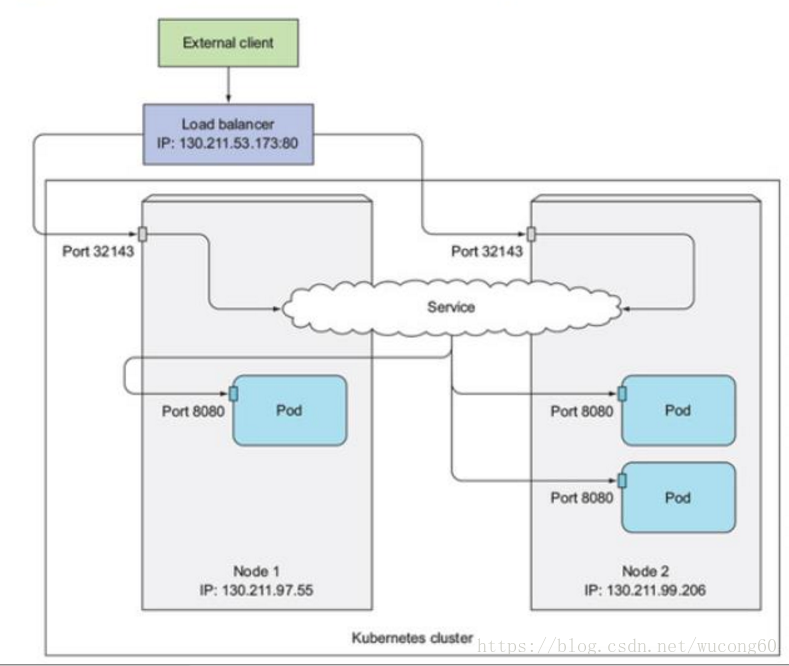 External client
Load balancer
IP: 130.211.53.173:80
Port 32143
Port 32143
Service
Port 8080
Pod
Port 8080
Pod
Port 8080
Pod
Node 1
IP: 130.211.97.55
Node 2
IP: 130.211.99.206
Kubernetes cluster
https://blog.csdn.net/wucong60